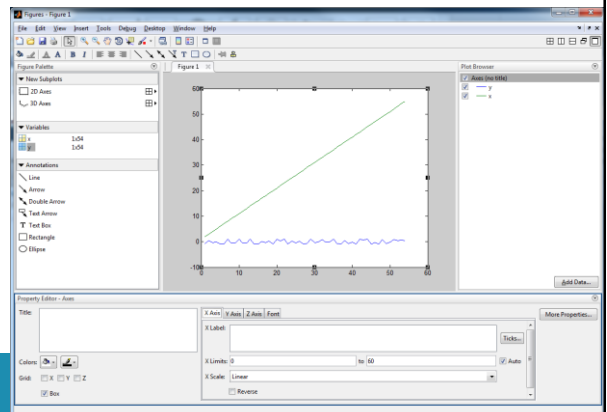 Figures - Figure 1
File Edit View Insert Tools Debug Desktop Window Help
Figure Palette
Figure 1
Plot Browser
New Subplots
2D Axes
3D Axes
Variables
x 1x54
y 1x54
Annotations
Line
Arrow
Double Arrow
Text Arrow
T Text Box
Rectangle
Ellipse
60
50
40
30
20
10
0
-10
0 10 20 30 40 50 60
Axes (no title)
y
x
Add Data...
Property Editor - Axes
Title:
Colors:
Grid: X Y Z
Box
X Axis Y Axis Z Axis Font
X Label:
Ticks...
X Limits: 0 to 60 Auto
X Scale: Linear
Reverse
More Properties...